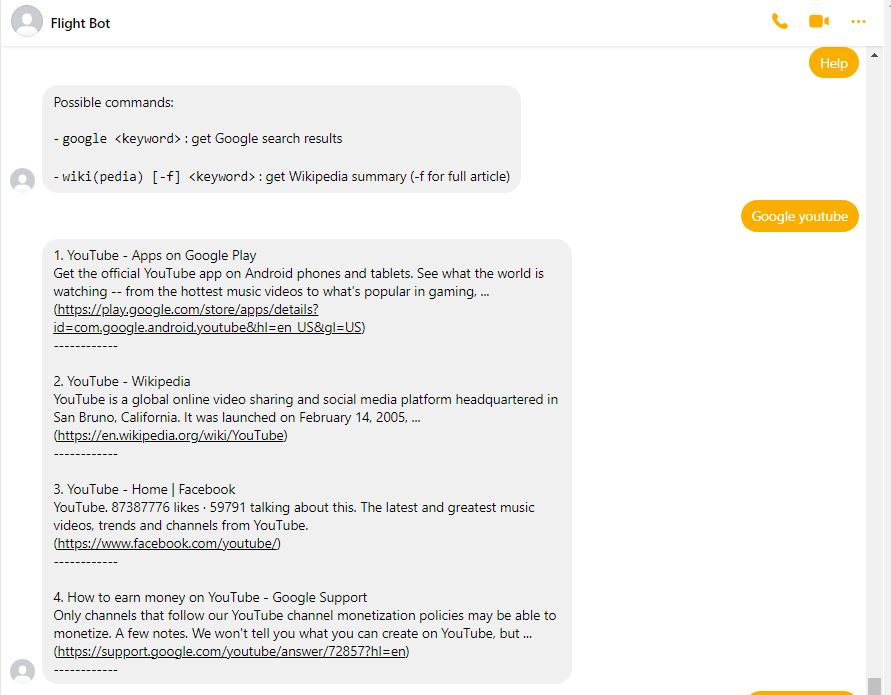 Flight Bot
Help
Possible commands:
- google <keyword> : get Google search results
- wiki(pedia) [-f] <keyword> : get Wikipedia summary (-f for full article)
Google youtube
1. YouTube - Apps on Google Play
Get the official YouTube app on Android phones and tablets. See what the world is
watching -- from the hottest music videos to what's popular in gaming, ...
(https://play.google.com/store/apps/details?
id=com.google.android.youtube&hl=en_US&gl=US)
------------
2. YouTube - Wikipedia
YouTube is a global online video sharing and social media platform headquartered in
San Bruno, California. It was launched on February 14, 2005, ...
(https://en.wikipedia.org/wiki/YouTube)
------------
3. YouTube - Home | Facebook
YouTube. 87387776 likes · 59791 talking about this. The latest and greatest music
videos, trends and channels from YouTube.
(https://www.facebook.com/youtube/)
------------
4. How to earn money on YouTube - Google Support
Only channels that follow our YouTube channel monetization policies may be able to
monetize. A few notes. We won't tell you what you can create on YouTube, but ...
(https://support.google.com/youtube/answer/72857?hl=en)
------------